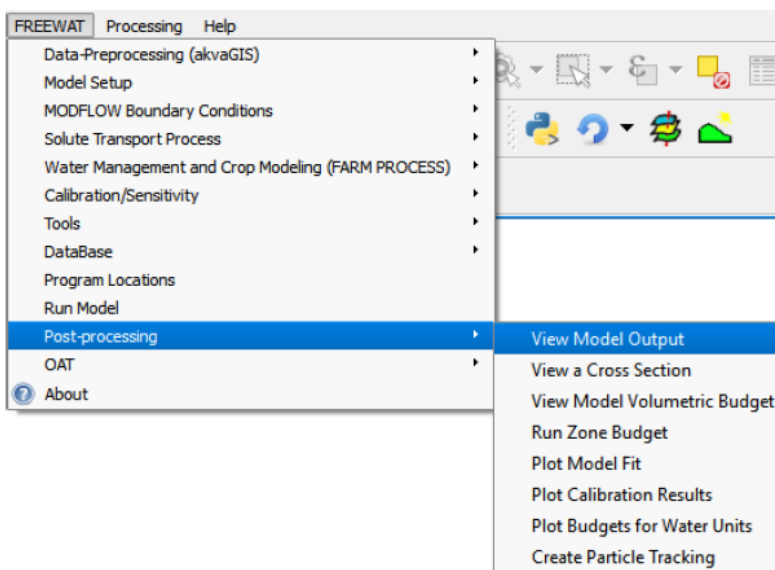 FREEWAT Processing Help
Data-Preprocessing (akvaGIS)
Model Setup
MODFLOW Boundary Conditions
Solute Transport Process
Water Management and Crop Modeling (FARM PROCESS)
Calibration/Sensitivity
Tools
DataBase
Program Locations
Run Model
Post-processing
OAT
About
View Model Output
View a Cross Section
View Model Volumetric Budget
Run Zone Budget
Plot Model Fit
Plot Calibration Results
Plot Budgets for Water Units
Create Particle Tracking